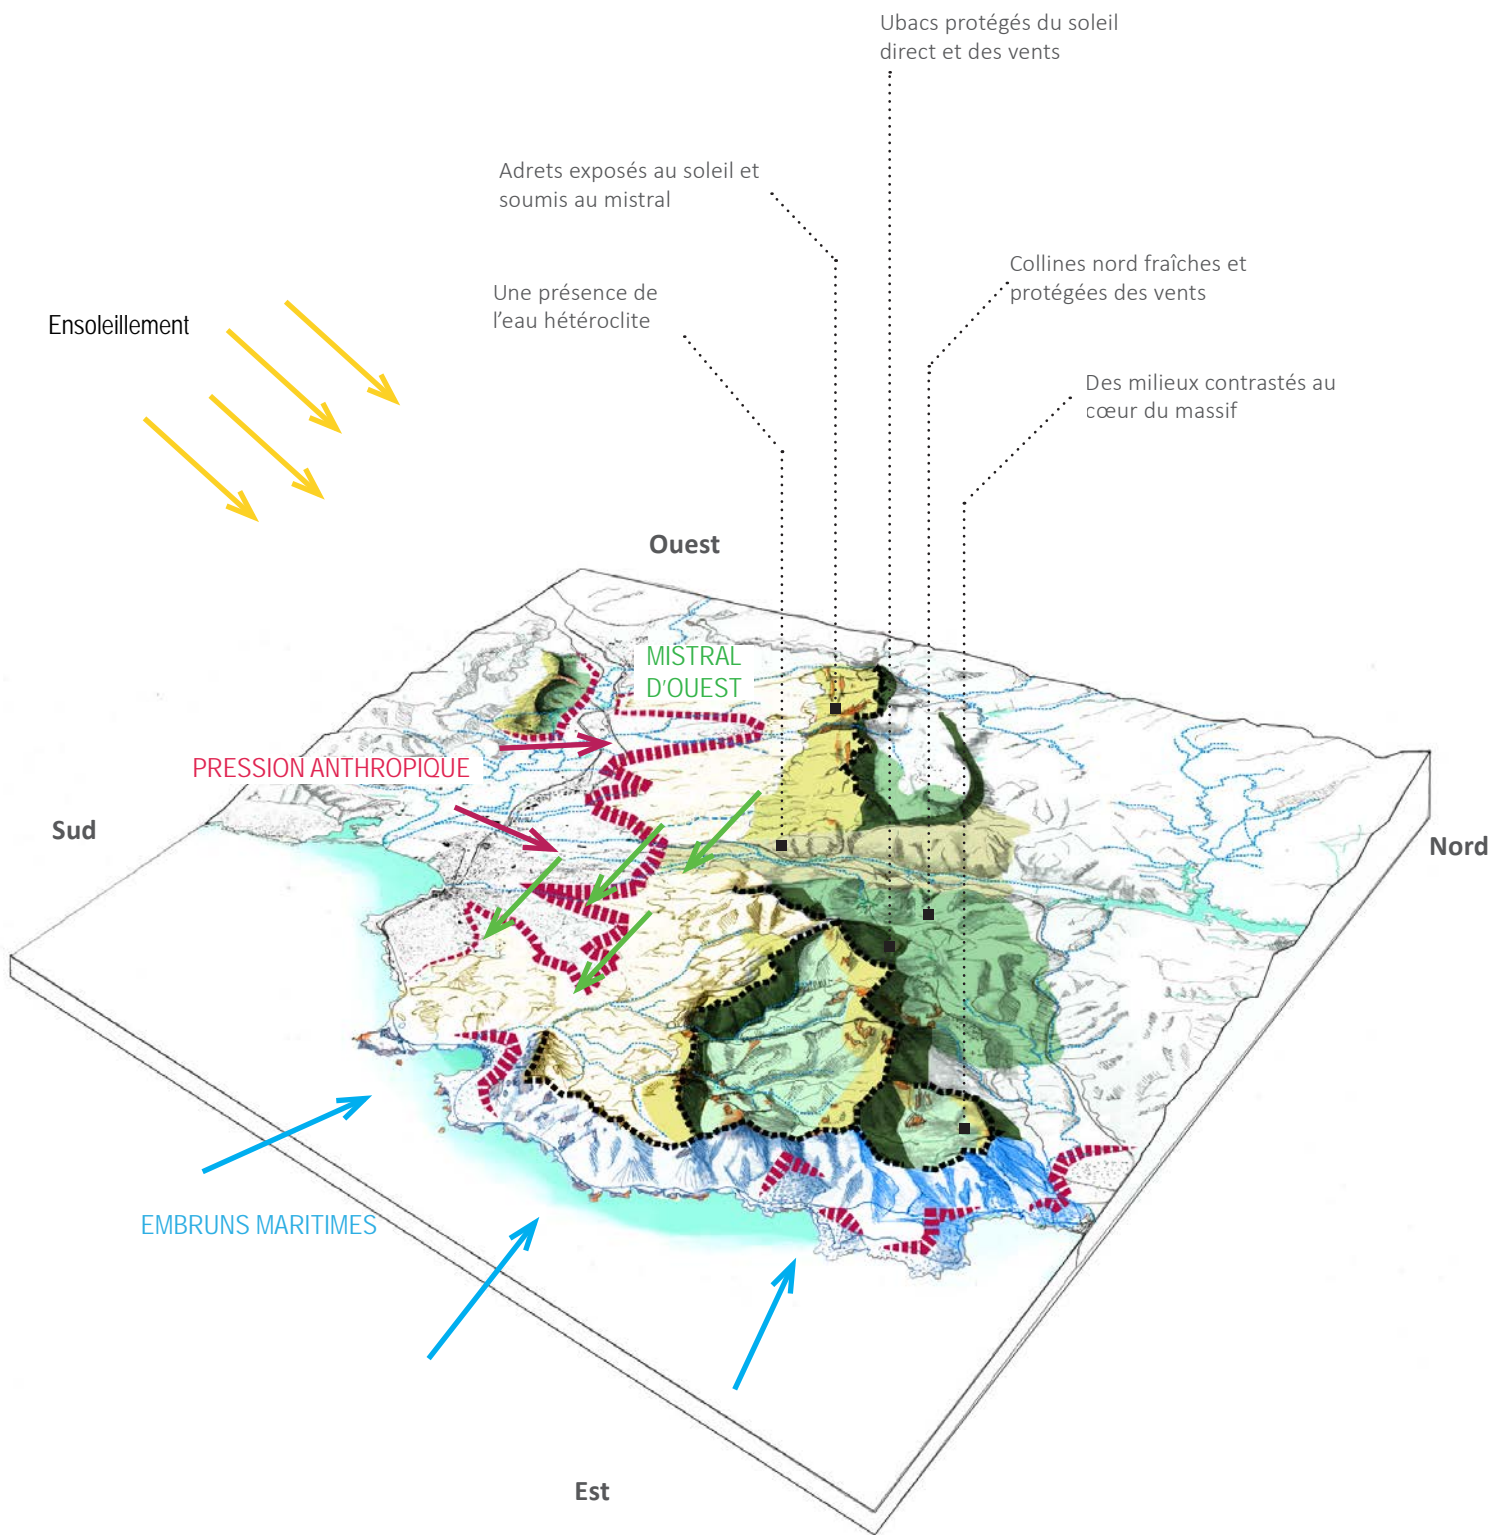 Ubacs protégés du soleil
direct et des vents
Adrets exposés au soleil et
soumis au mistral
Collines nord fraîches et
protégées des vents
Une présence de
l'eau hétéroclite
Ensoleillement
Des milieux contrastés au
cœur du massif
Ouest
MISTRAL
D'OUEST
PRESSION ANTHROPIQUE
Sud
Nord
EMBRUNS MARITIMES
Est